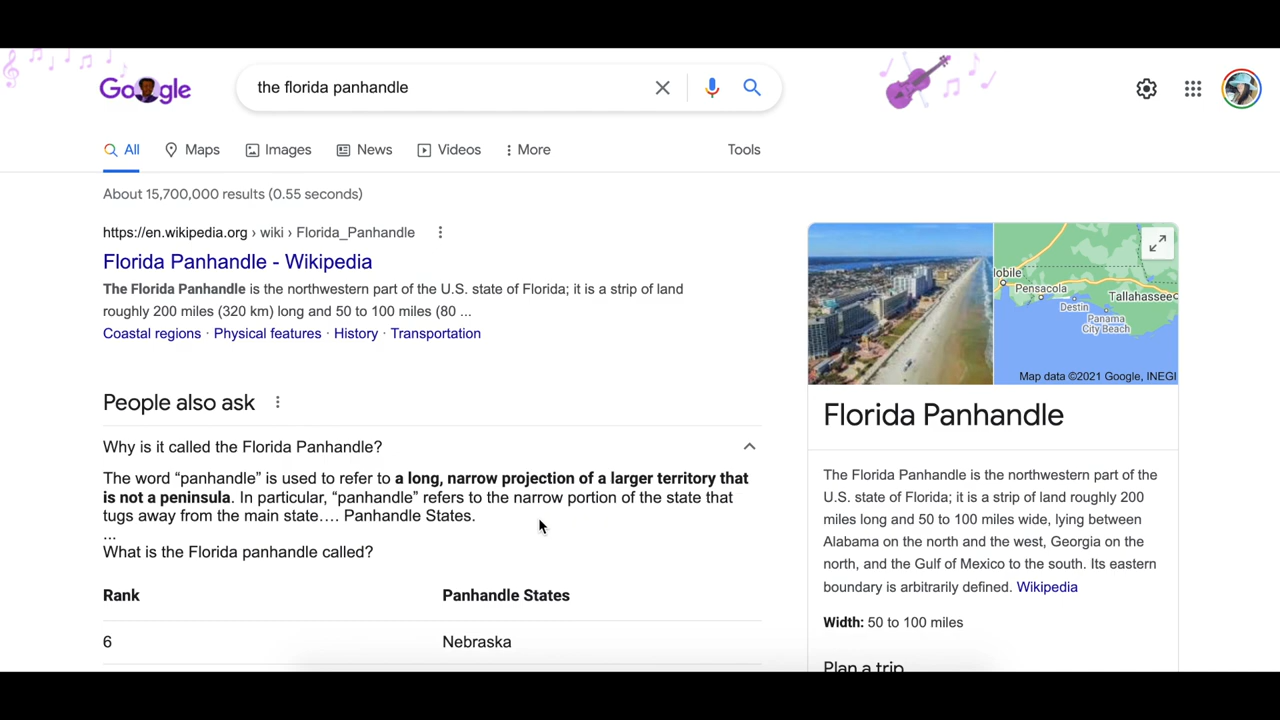 Google
the florida panhandle
All
Maps
Images
News
Videos
More
Tools
About 15,700,000 results (0.55 seconds)
https://en.wikipedia.org › wiki › Florida_Panhandle
Florida Panhandle - Wikipedia
The Florida Panhandle is the northwestern part of the U.S. state of Florida; it is a strip of land
roughly 200 miles (320 km) long and 50 to 100 miles (80 ...
Coastal regions · Physical features · History · Transportation
People also ask
Why is it called the Florida Panhandle?
The word “panhandle” is used to refer to a long, narrow projection of a larger territory that
is not a peninsula. In particular, “panhandle” refers to the narrow portion of the state that
tugs away from the main state…. Panhandle States.
...
What is the Florida panhandle called?
Rank Panhandle States
6 Nebraska
lobile
Pensacola
Tallahassee
Destin
Panama
City Beach
Map data ©2021 Google, INEGI
Florida Panhandle
The Florida Panhandle is the northwestern part of the
U.S. state of Florida; it is a strip of land roughly 200
miles long and 50 to 100 miles wide, lying between
Alabama on the north and the west, Georgia on the
north, and the Gulf of Mexico to the south. Its eastern
boundary is arbitrarily defined. Wikipedia
Width: 50 to 100 miles
Plan a trip